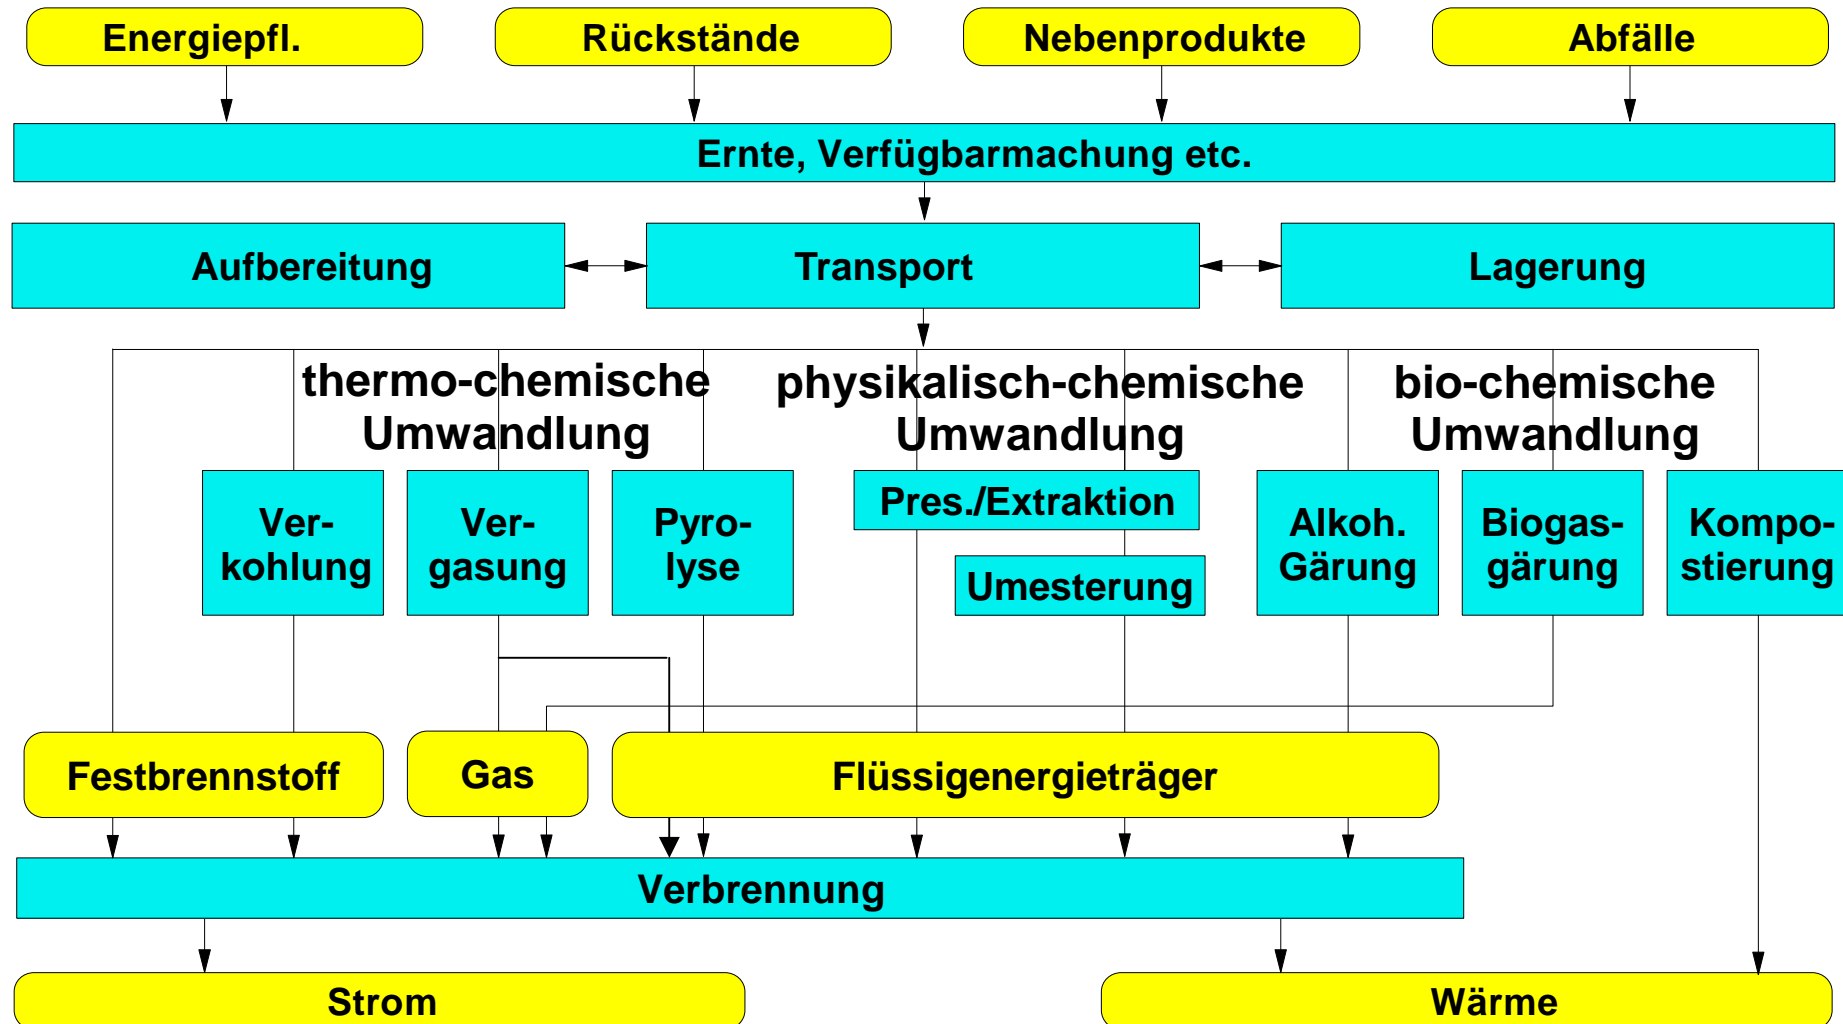 Energiepfl.
Rückstände
Nebenprodukte
Abfälle
Ernte, Verfügbarmachung etc.
Aufbereitung
Transport
Lagerung
thermo-chemische
Umwandlung
physikalisch-chemische
Umwandlung
bio-chemische
Umwandlung
Ver-
kohlung
Ver-
gasung
Pyro-
lyse
Pres./Extraktion
Umesterung
Alkoh.
Gärung
Biogas-
gärung
Kompo-
stierung
Festbrennstoff
Gas
Flüssigenergieträger
Verbrennung
Strom
Wärme